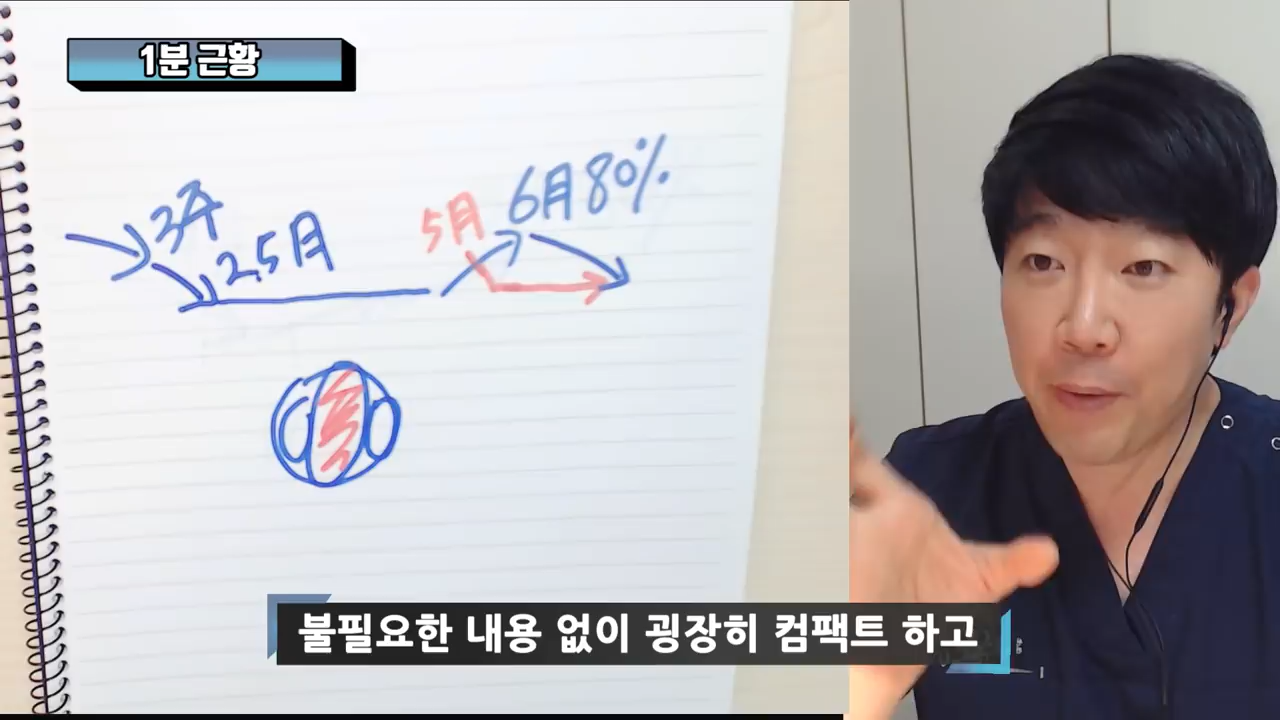 1분 근황
3주
2.5月
5月
6月 80%
불필요한 내용 없이 굉장히 컴팩트 하고